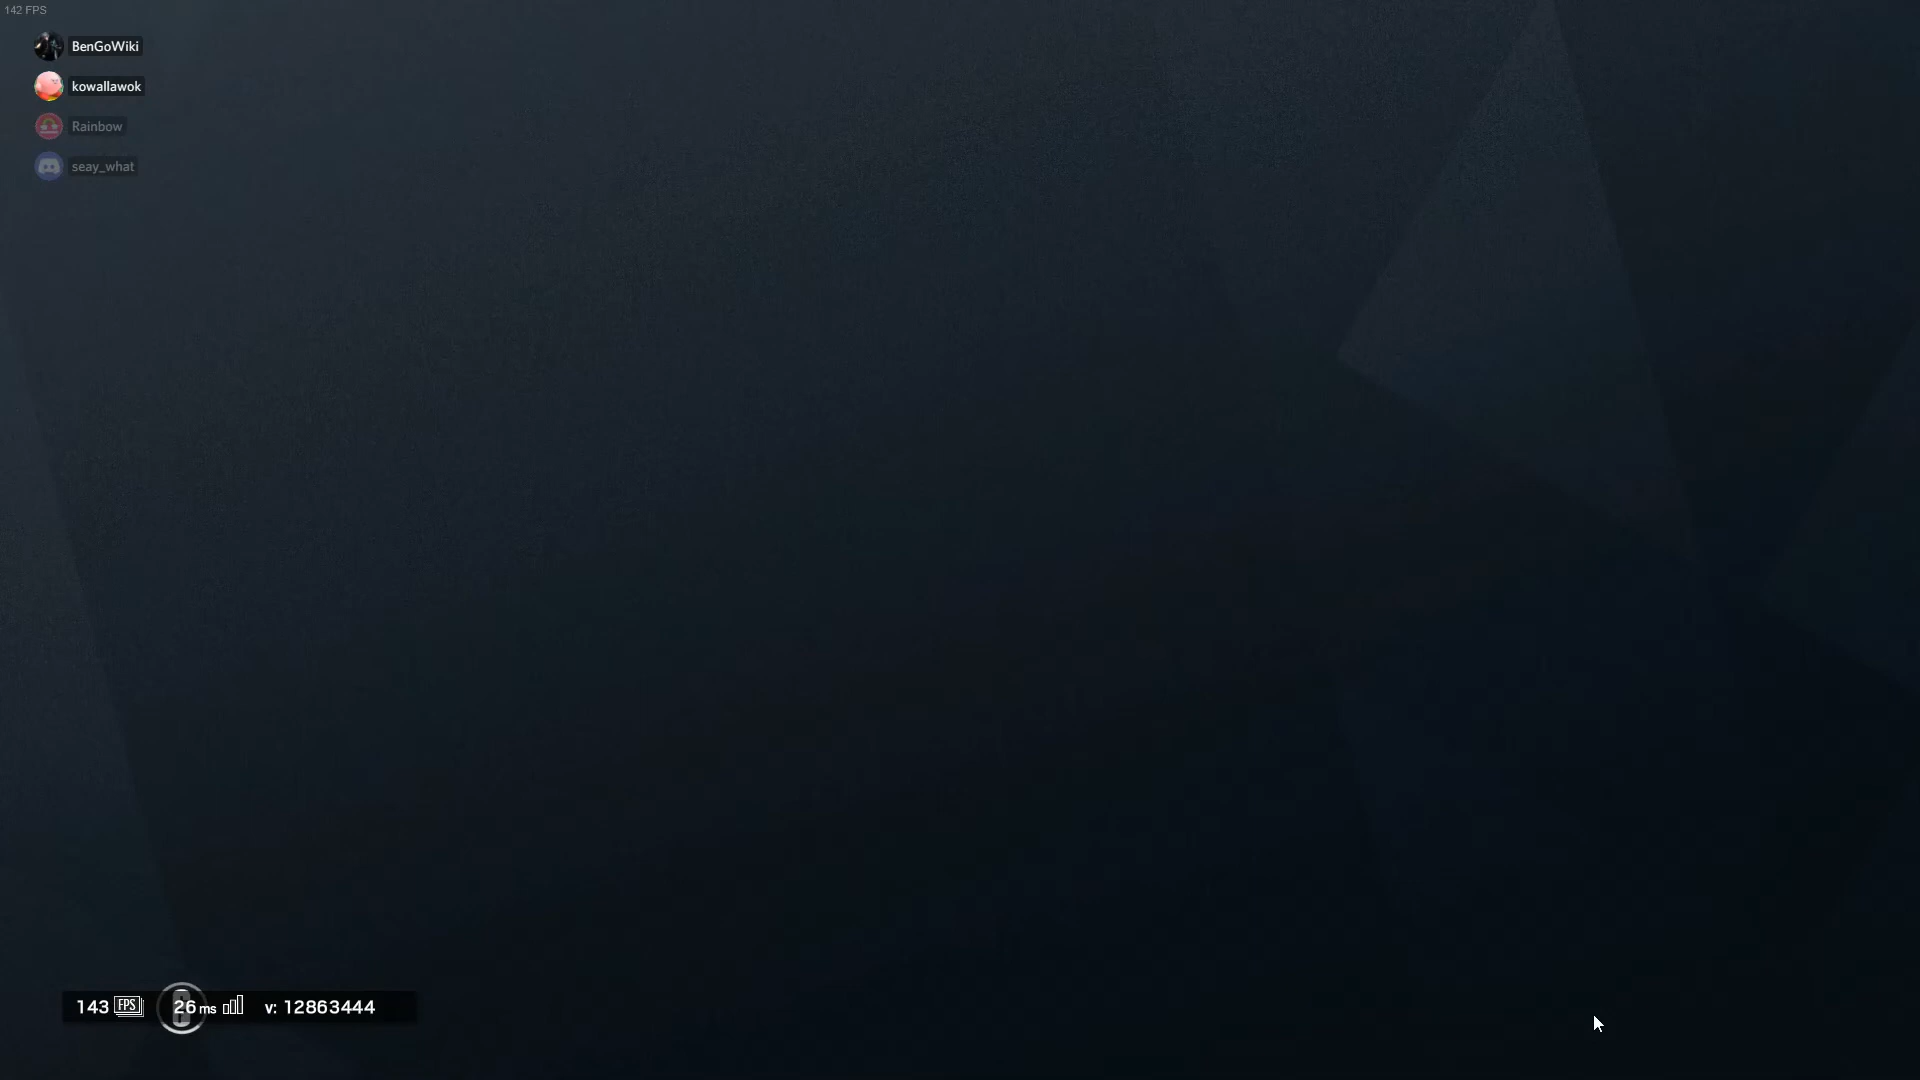 142 FPS
BenGoWiki
kowallawok
Rainbow
seay_what
143 FPS 26 ms v: 12863444